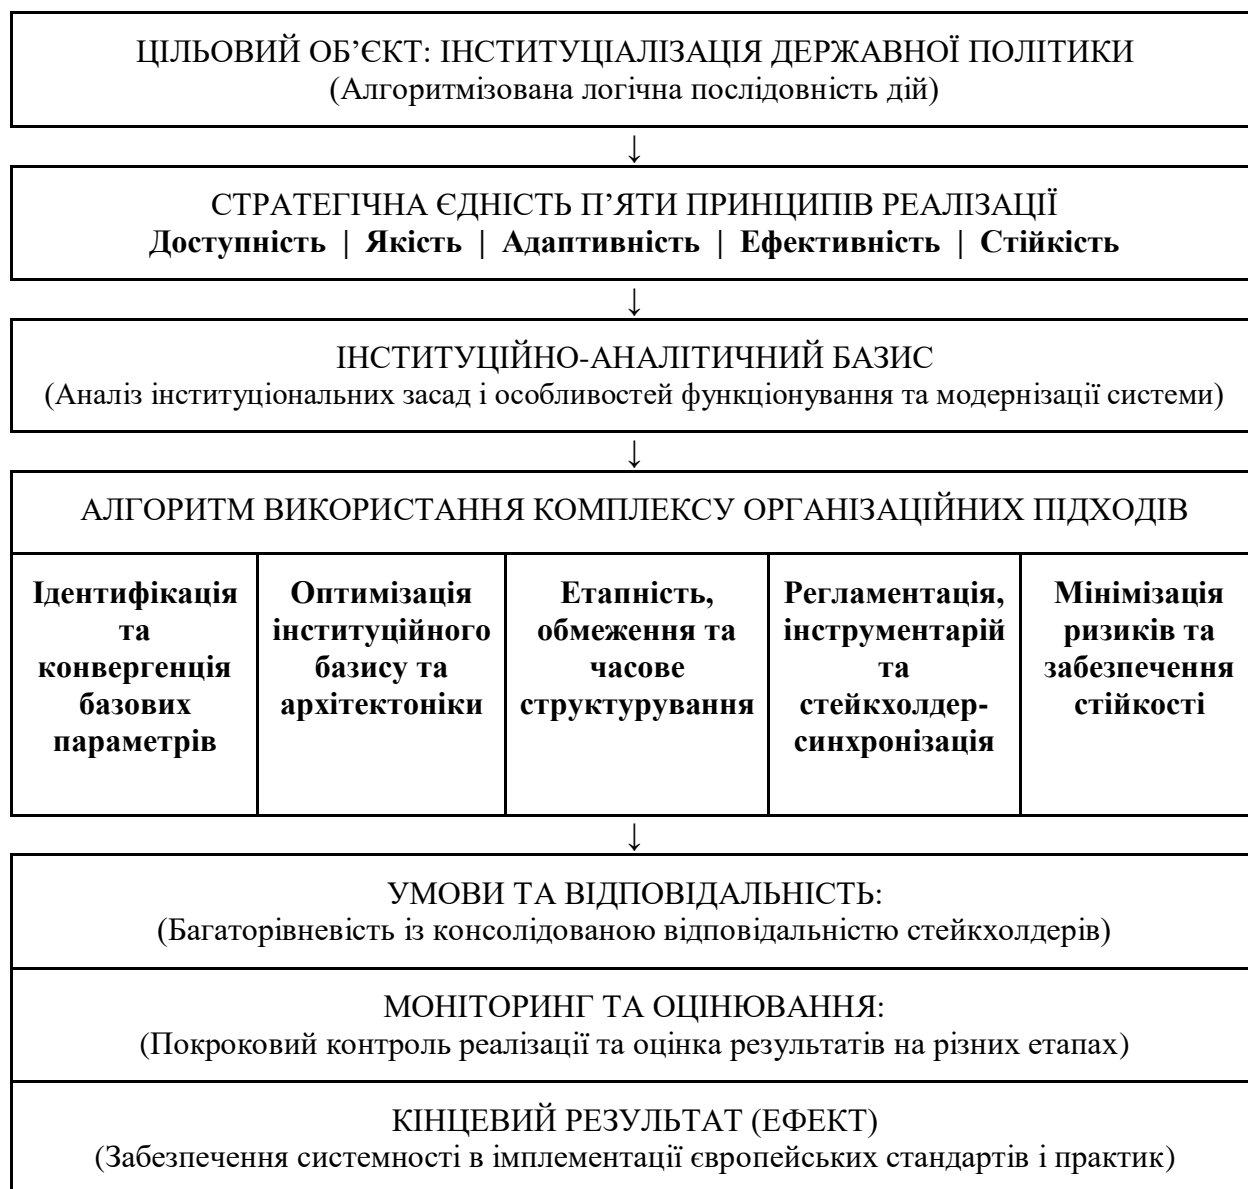 ЦІЛЬОВИЙ ОБ’ЄКТ: ІНСТИТУЦІАЛІЗАЦІЯ ДЕРЖАВНОЇ ПОЛІТИКИ
(Алгоритмізована логічна послідовність дій)
↓
СТРАТЕГІЧНА ЄДНІСТЬ П’ЯТИ ПРИНЦИПІВ РЕАЛІЗАЦІЇ
Доступність | Якість | Адаптивність | Ефективність | Стійкість
↓
ІНСТИТУЦІЙНО-АНАЛІТИЧНИЙ БАЗИС
(Аналіз інституціональних засад і особливостей функціонування та модернізації системи)
↓
АЛГОРИТМ ВИКОРИСТАННЯ КОМПЛЕКСУ ОРГАНІЗАЦІЙНИХ ПІДХОДІВ
Ідентифікація
та
конвергенція
базових
параметрів
Оптимізація
інституційного
базису та
архітектоніки
Етапність,
обмеження та
часове
структурування
Регламентація,
інструментарій
та
стейкхолдер-
синхронізація
Мінімізація
ризиків та
забезпечення
стійкості
↓
УМОВИ ТА ВІДПОВІДАЛЬНІСТЬ:
(Багаторівневість із консолідованою відповідальністю стейкхолдерів)
МОНІТОРИНГ ТА ОЦІНЮВАННЯ:
(Покроковий контроль реалізації та оцінка результатів на різних етапах)
КІНЦЕВИЙ РЕЗУЛЬТАТ (ЕФЕКТ)
(Забезпечення системності в імплементації європейських стандартів і практик)